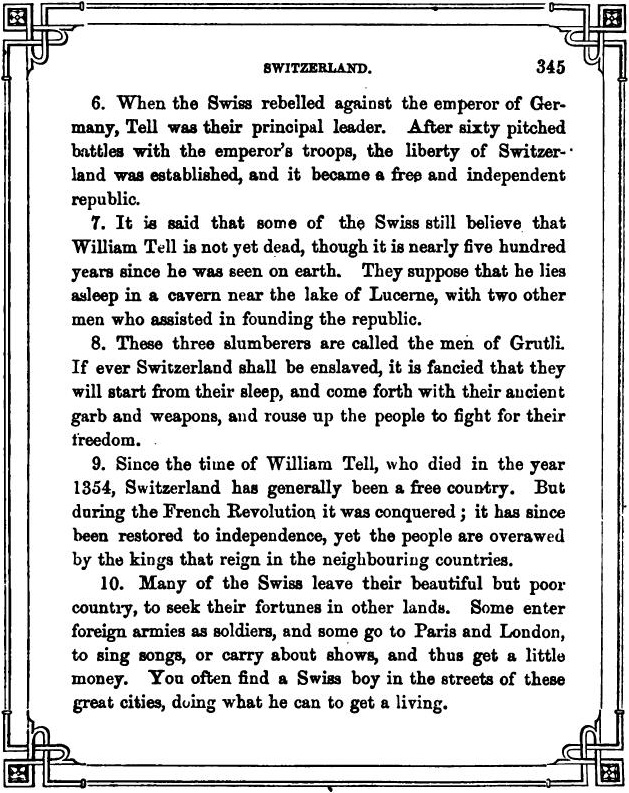 SWITZERLAND. 345
6. When the Swiss rebelled against the emperor of Ger-
many, Tell was their principal leader. After sixty pitched
battles with the emperor's troops, the liberty of Switzer-
land was established, and it became a free and independent
republic.
7. It is said that some of the Swiss still believe that
William Tell is not yet dead, though it is nearly five hundred
years since he was seen on earth. They suppose that he lies
asleep in a cavern near the lake of Lucerne, with two other
men who assisted in founding the republic.
8. These three slumberers are called the men of Grutli.
If ever Switzerland shall be enslaved, it is fancied that they
will start from their sleep, and come forth with their ancient
garb and weapons, and rouse up the people to fight for their
freedom.
9. Since the time of William Tell, who died in the year
1354, Switzerland has generally been a free country. But
during the French Revolution it was conquered; it has since
been restored to independence, yet the people are overawed
by the kings that reign in the neighbouring countries.
10. Many of the Swiss leave their beautiful but poor
country, to seek their fortunes in other lands. Some enter
foreign armies as soldiers, and some go to Paris and London,
to sing songs, or carry about shows, and thus get a little
money. You often find a Swiss boy in the streets of these
great cities, doing what he can to get a living.